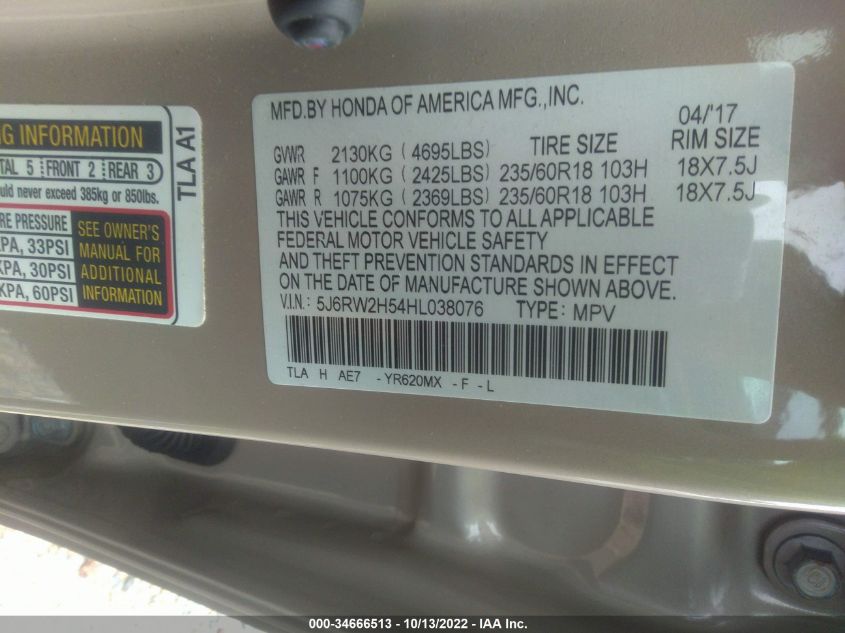 NG INFORMATION
TOTAL 5 FRONT 2 REAR 3
ould never exceed 385kg or 850lbs.
RE PRESSURE
KPA, 33PSI
KPA, 30PSI
KPA, 60PSI
SEE OWNER'S
MANUAL FOR
ADDITIONAL
INFORMATION
TLA A1
MFD.BY HONDA OF AMERICA MFG.,INC.
04/'17
GVWR 2130KG ( 4695LBS) TIRE SIZE RIM SIZE
GAWR F 1100KG ( 2425LBS) 235/60R18 103H 18X7.5J
GAWR R 1075KG ( 2369LBS) 235/60R18 103H 18X7.5J
THIS VEHICLE CONFORMS TO ALL APPLICABLE
FEDERAL MOTOR VEHICLE SAFETY
AND THEFT PREVENTION STANDARDS IN EFFECT
ON THE DATE OF MANUFACTURE SHOWN ABOVE.
V.I.N: 5J6RW2H54HL038076 TYPE: MPV
TLA H AE7 - YR620MX - F - L
000-34666513 - 10/13/2022 - IAA Inc.